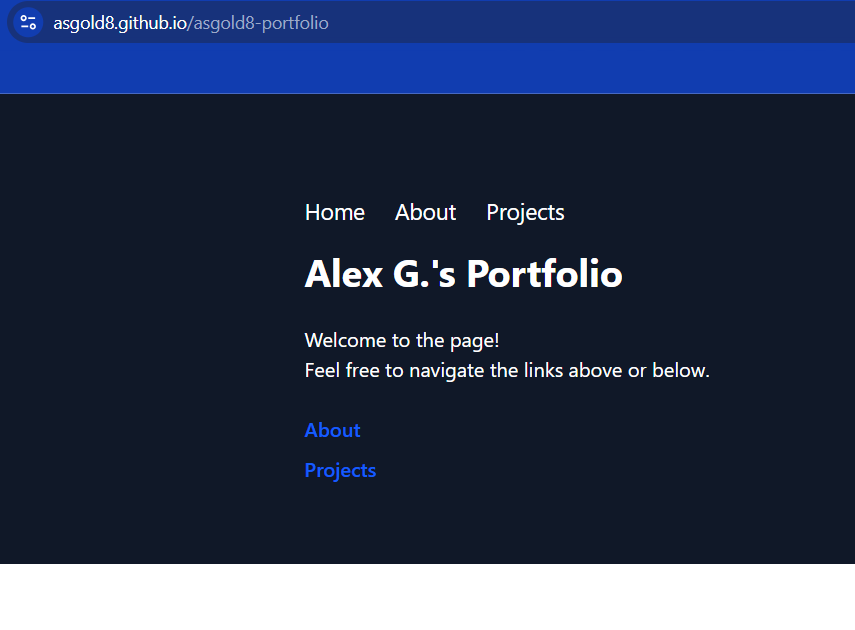 asgold8.github.io/asgold8-portfolio
Home About Projects
Alex G.'s Portfolio
Welcome to the page!
Feel free to navigate the links above or below.
About
Projects